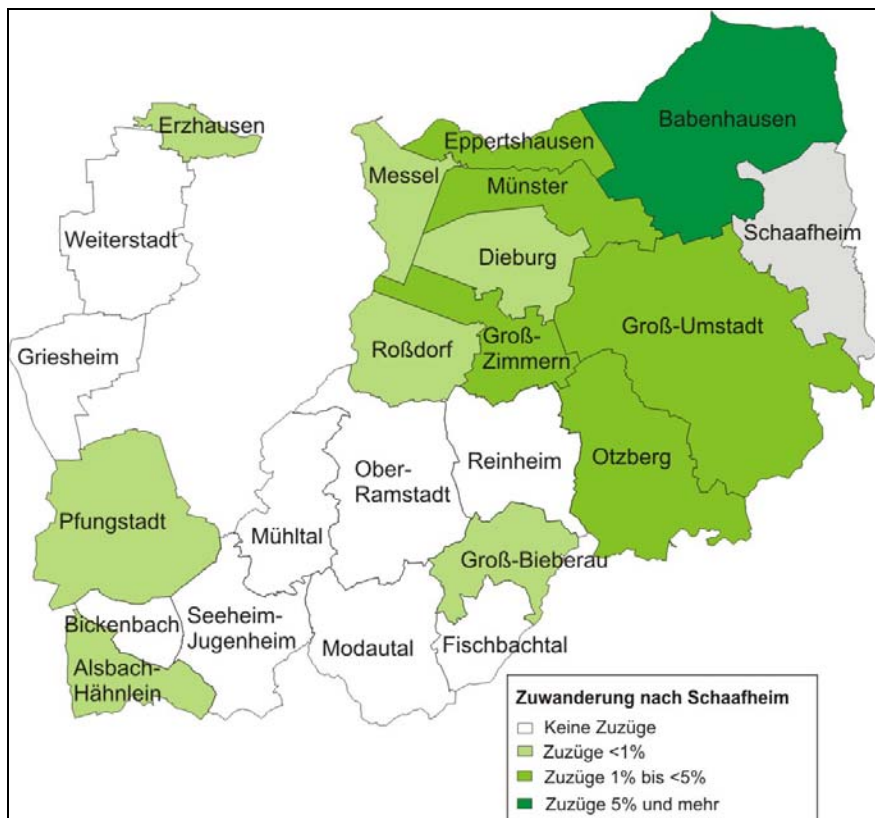 Erzhausen
Babenhausen
Eppertshausen
Messel
Münster
Weiterstadt
Schaafheim
Dieburg
Groß-Umstadt
Griesheim
Roßdorf
Groß-
Zimmern
Ober-
Ramstadt
Reinheim
Otzberg
Pfungstadt
Mühltal
Groß-Bieberau
Bickenbach
Seeheim-
Jugenheim
Modautal
Fischbachtal
Alsbach-
Hähnlein
Zuwanderung nach Schaafheim
Keine Zuzüge
Zuzüge <1%
Zuzüge 1% bis <5%
Zuzüge 5% und mehr